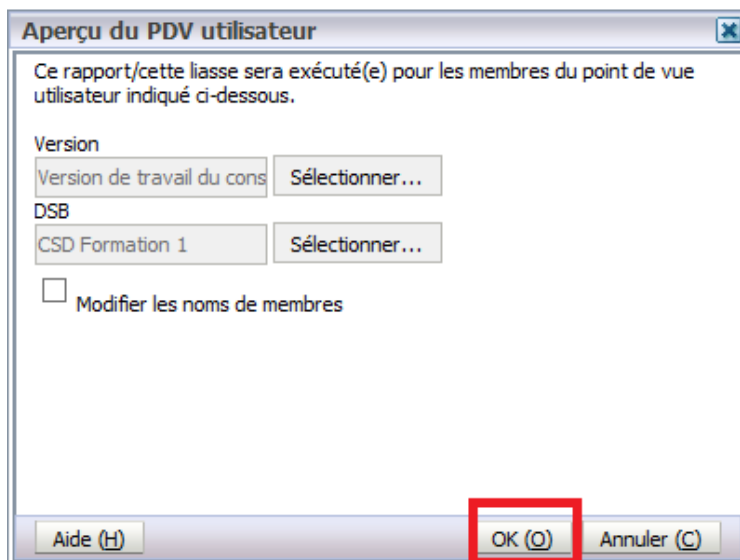 Aperçu du PDV utilisateur
Ce rapport/cette liasse sera exécuté(e) pour les membres du point de vue
utilisateur indiqué ci-dessous.
Version
Version de travail du cons Sélectionner...
DSB
CSD Formation 1 Sélectionner...
Modifier les noms de membres
Aide (H) OK (O) Annuler (C)